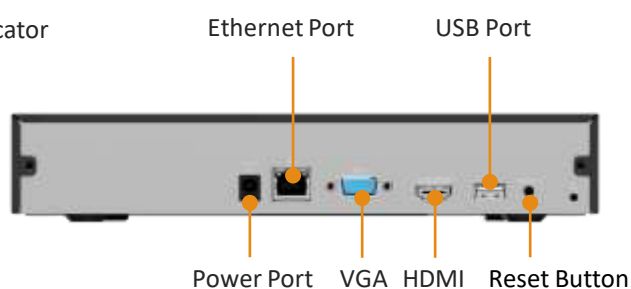 Ethernet Port
USB Port
Power Port
VGA
HDMI
Reset Button